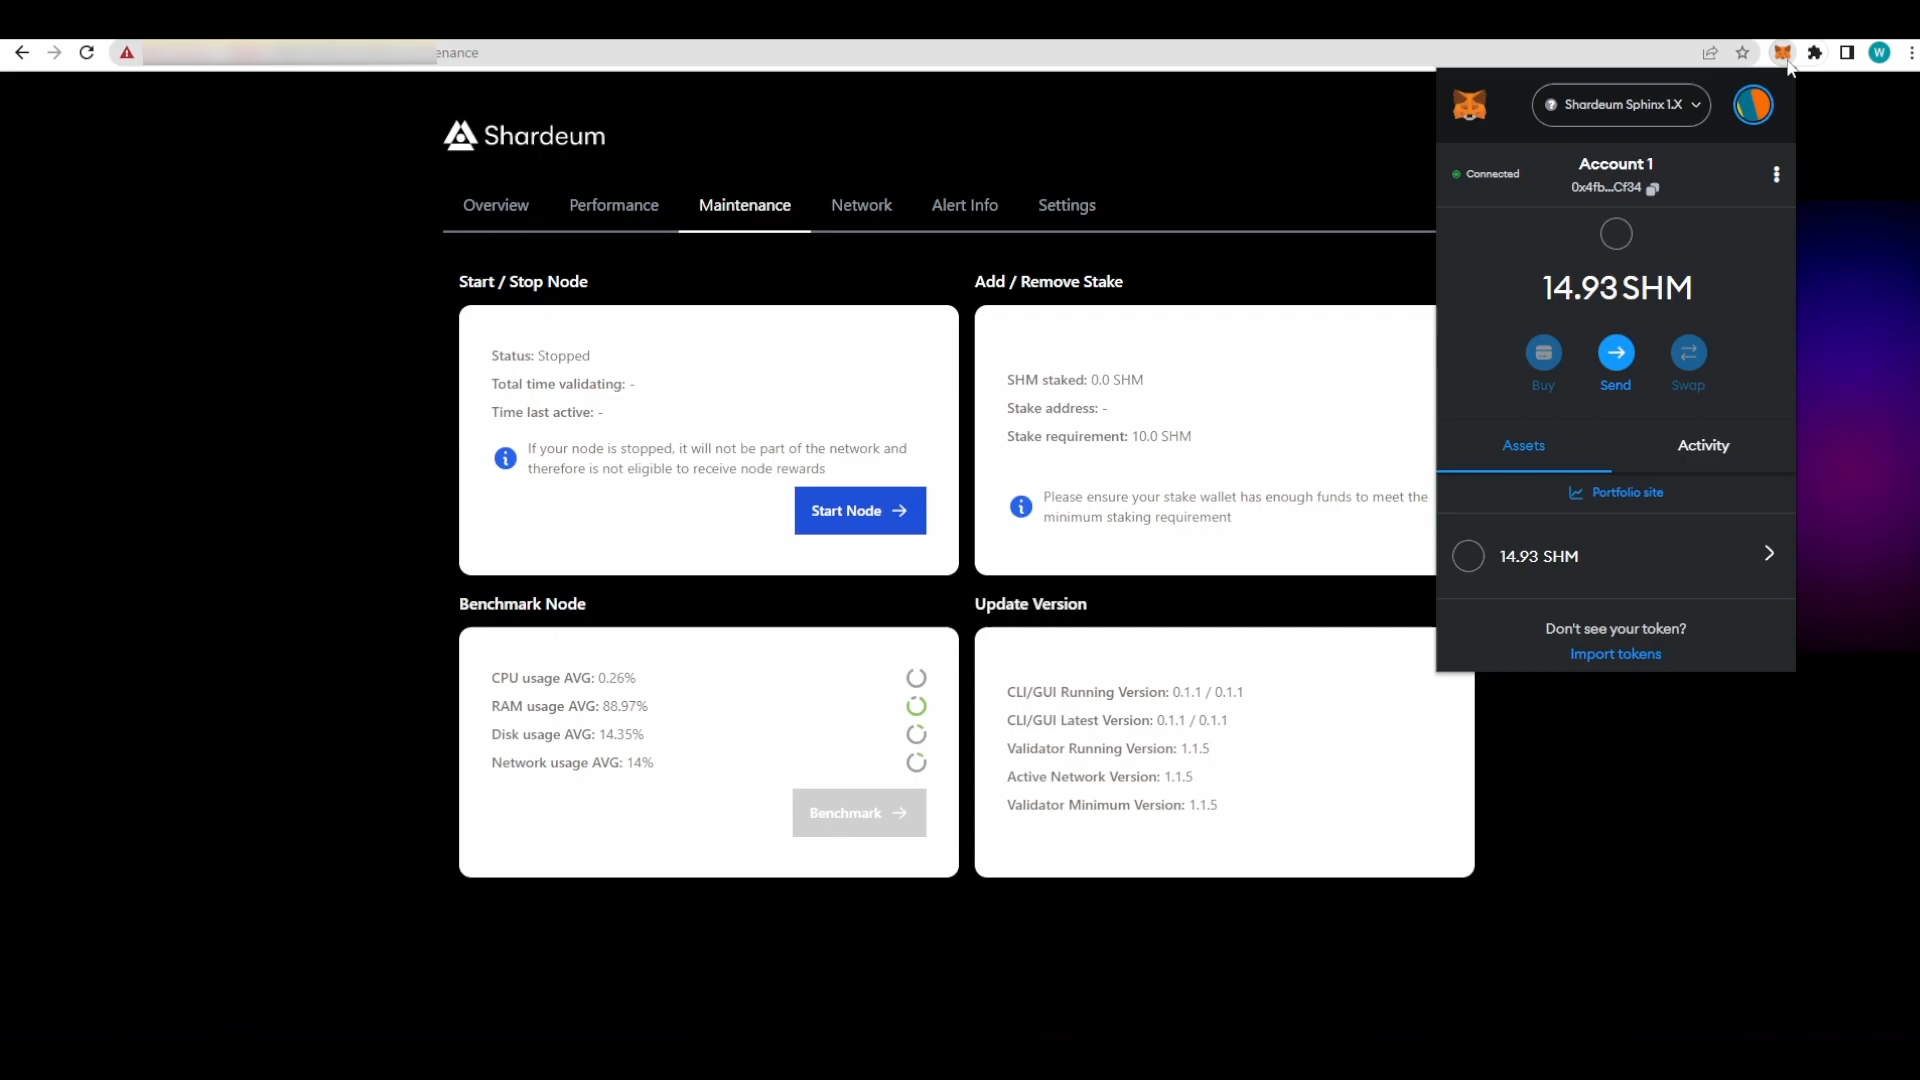 enance
W
Shardeum
Overview
Performance
Maintenance
Network
Alert Info
Settings
Start / Stop Node
Status: Stopped
Total time validating: -
Time last active: -
If your node is stopped, it will not be part of the network and
therefore is not eligible to receive node rewards
Start Node
Add / Remove Stake
SHM staked: 0.0 SHM
Stake address: -
Stake requirement: 10.0 SHM
Please ensure your stake wallet has enough funds to meet the
minimum staking requirement
Benchmark Node
CPU usage AVG: 0.26%
RAM usage AVG: 88.97%
Disk usage AVG: 14.35%
Network usage AVG: 14%
Benchmark
Update Version
CLI/GUI Running Version: 0.1.1 / 0.1.1
CLI/GUI Latest Version: 0.1.1 / 0.1.1
Validator Running Version: 1.1.5
Active Network Version: 1.1.5
Validator Minimum Version: 1.1.5
Shardeum Sphinx 1.X
Connected
Account 1
0x4fb...Cf34
14.93 SHM
Buy
Send
Swap
Assets
Activity
Portfolio site
14.93 SHM
Don't see your token?
Import tokens